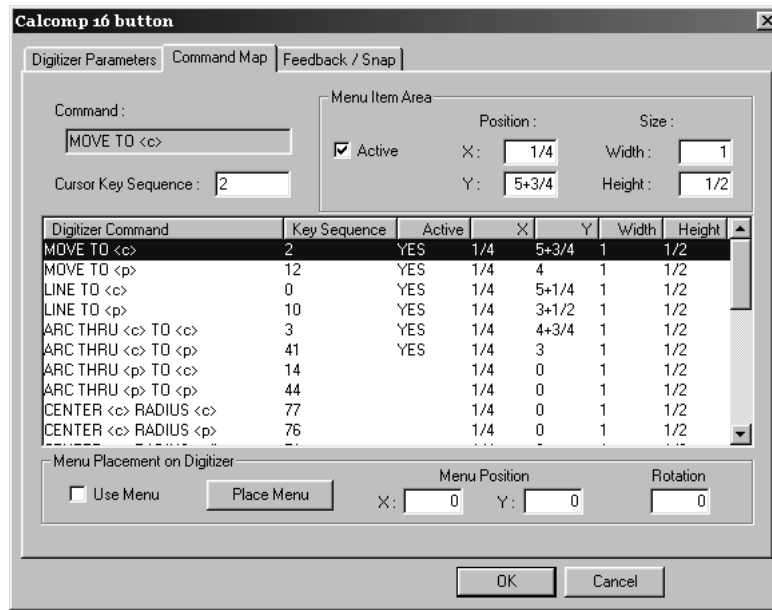 Calcomp 16 button
Digitizer Parameters Command Map Feedback / Snap
Command :
MOVE TO <c>
Cursor Key Sequence : 2
Menu Item Area
Position : Size :
Active X : 1/4 Width : 1
Y : 5+3/4 Height : 1/2
Digitizer Command Key Sequence Active X Y Width Height
MOVE TO <c> 2 YES 1/4 5+3/4 1 1/2
MOVE TO <p> 12 YES 1/4 4 1 1/2
LINE TO <c> 0 YES 1/4 5+1/4 1 1/2
LINE TO <p> 10 YES 1/4 3+1/2 1 1/2
ARC THRU <c> TO <c> 3 YES 1/4 4+3/4 1 1/2
ARC THRU <c> TO <p> 41 YES 1/4 3 1 1/2
ARC THRU <p> TO <c> 14 1/4 0 1 1/2
ARC THRU <p> TO <p> 44 1/4 0 1 1/2
CENTER <c> RADIUS <c> 77 1/4 0 1 1/2
CENTER <c> RADIUS <p> 76 1/4 0 1 1/2
Menu Placement on Digitizer
Menu Position Rotation
Use Menu Place Menu X : 0 Y : 0 0
OK Cancel